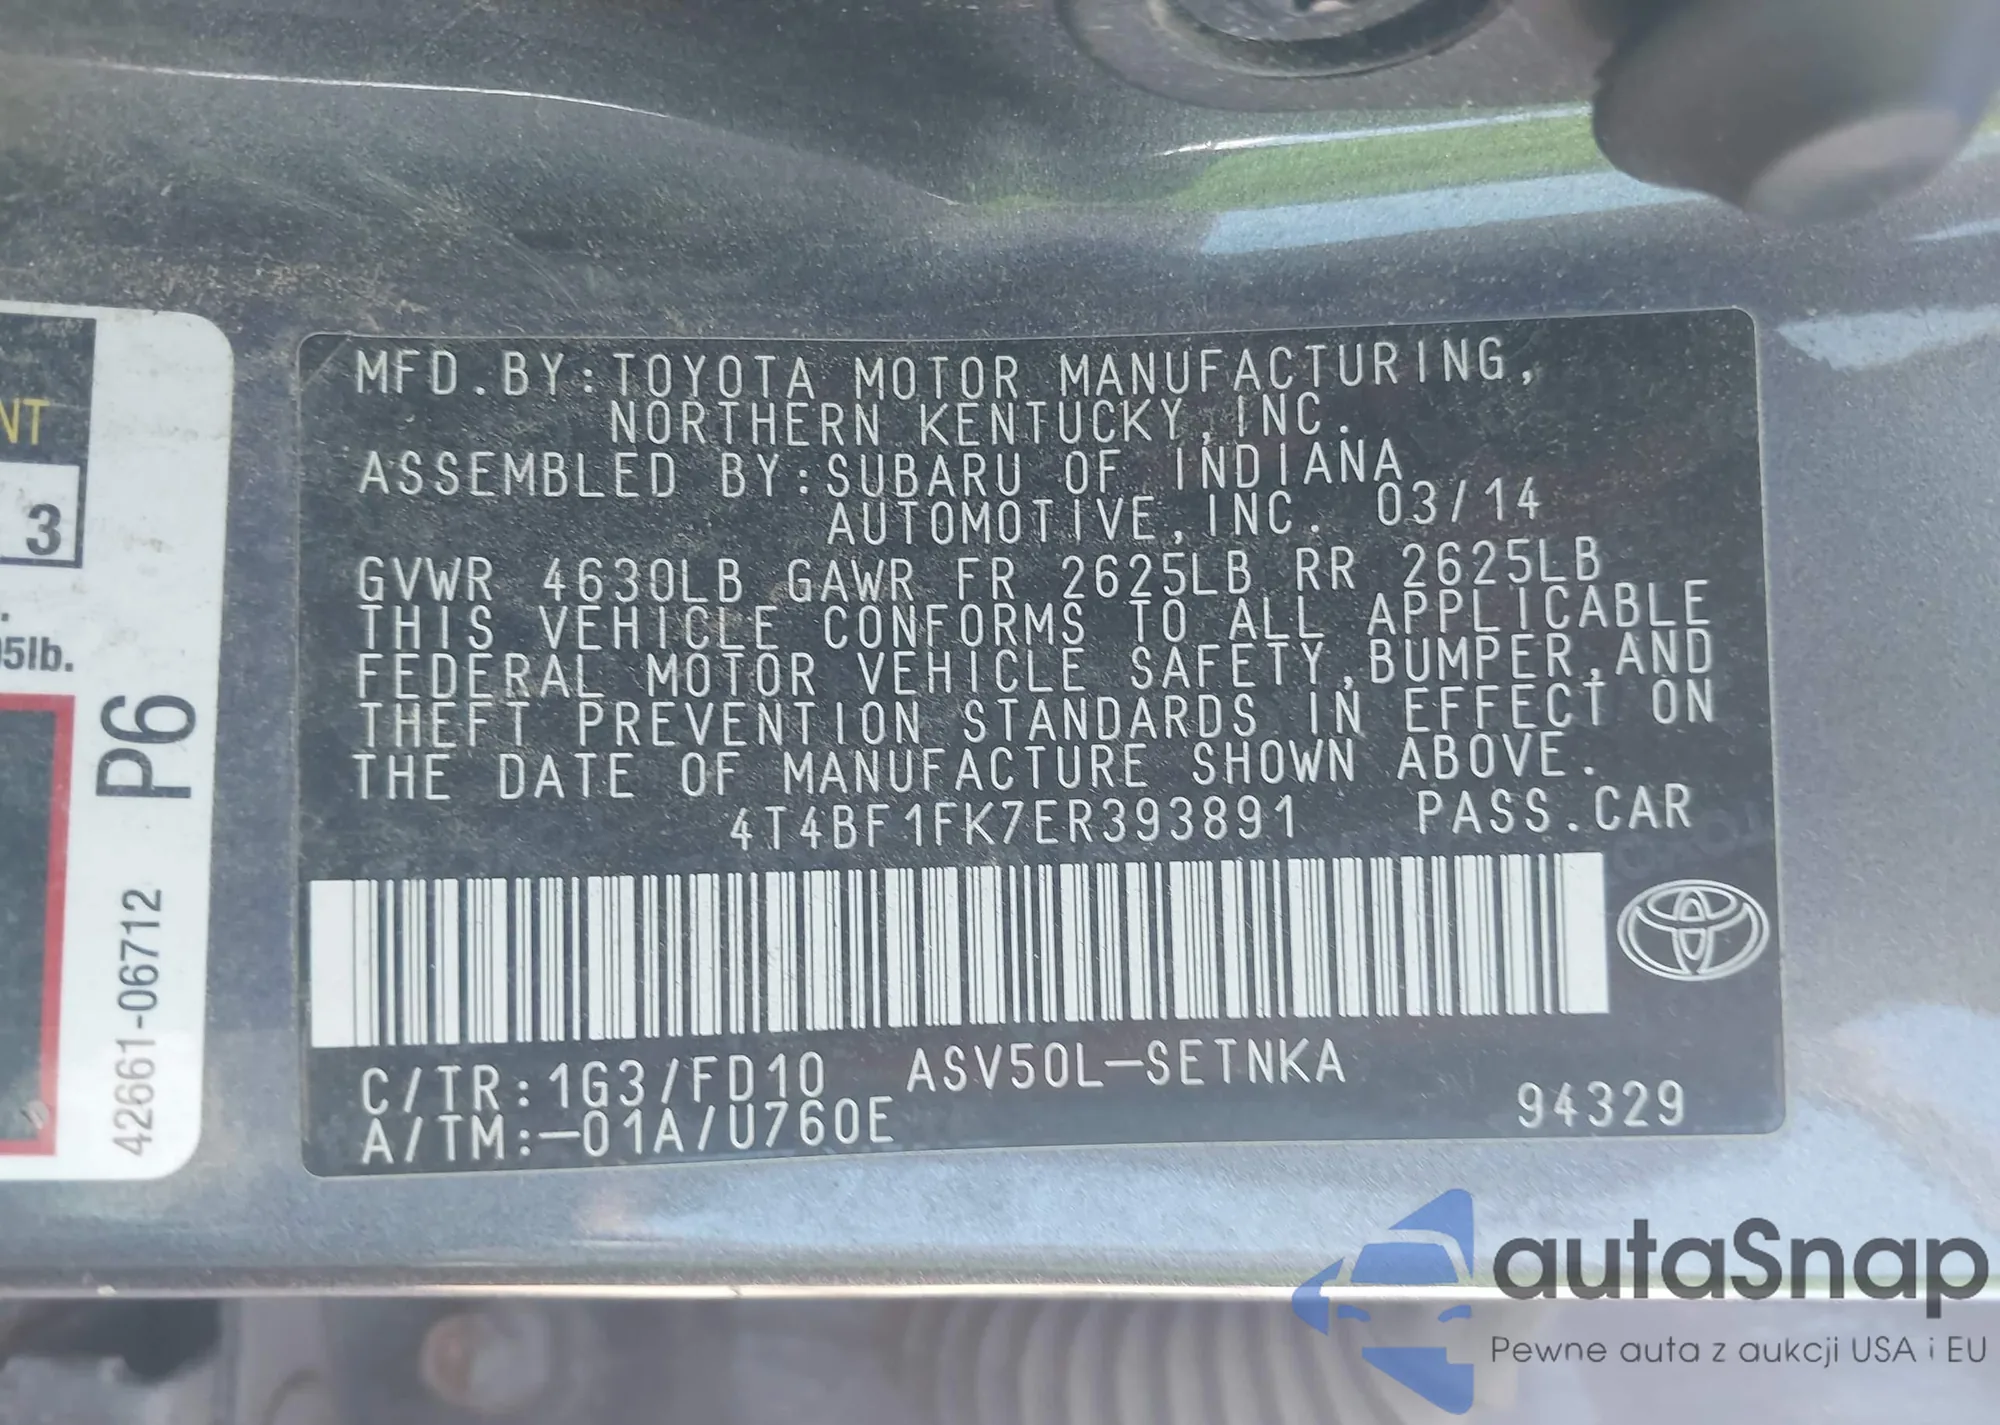 NT
3
5lb.
P6
42661-06712
MFD.BY:TOYOTA MOTOR MANUFACTURING,
NORTHERN KENTUCKY,INC.
ASSEMBLED BY:SUBARU OF INDIANA
AUTOMOTIVE,INC. 03/14
GVWR 4630LB GAWR FR 2625LB RR 2625LB
THIS VEHICLE CONFORMS TO ALL APPLICABLE
FEDERAL MOTOR VEHICLE SAFETY,BUMPER,AND
THEFT PREVENTION STANDARDS IN EFFECT ON
THE DATE OF MANUFACTURE SHOWN ABOVE.
4T4BF1FK7ER393891 PASS.CAR
C/TR:1G3/FD10 ASV50L-SETNKA
A/TM:-01A/U760E 94329
autaSnap
Pewne auta z aukcji USA i EU